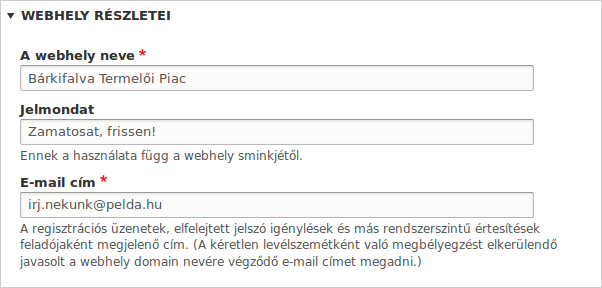 WEBHELY RÉSZLETEI
A webhely neve *
Bárkifalva Termelői Piac
Jelmondat
Zamatosat, frissen!
Ennek a használata függ a webhely sminkjétől.
E-mail cím *
irj.nekunk@pelda.hu
A regisztrációs üzenetek, elfelejtett jelszó igénylések és más rendszerszintű értesítések
feladójaként megjelenő cím. (A kéretlen levélszemétként való megbélyegzést elkerülendő
javasolt a webhely domain nevére végződő e-mail címet megadni.)